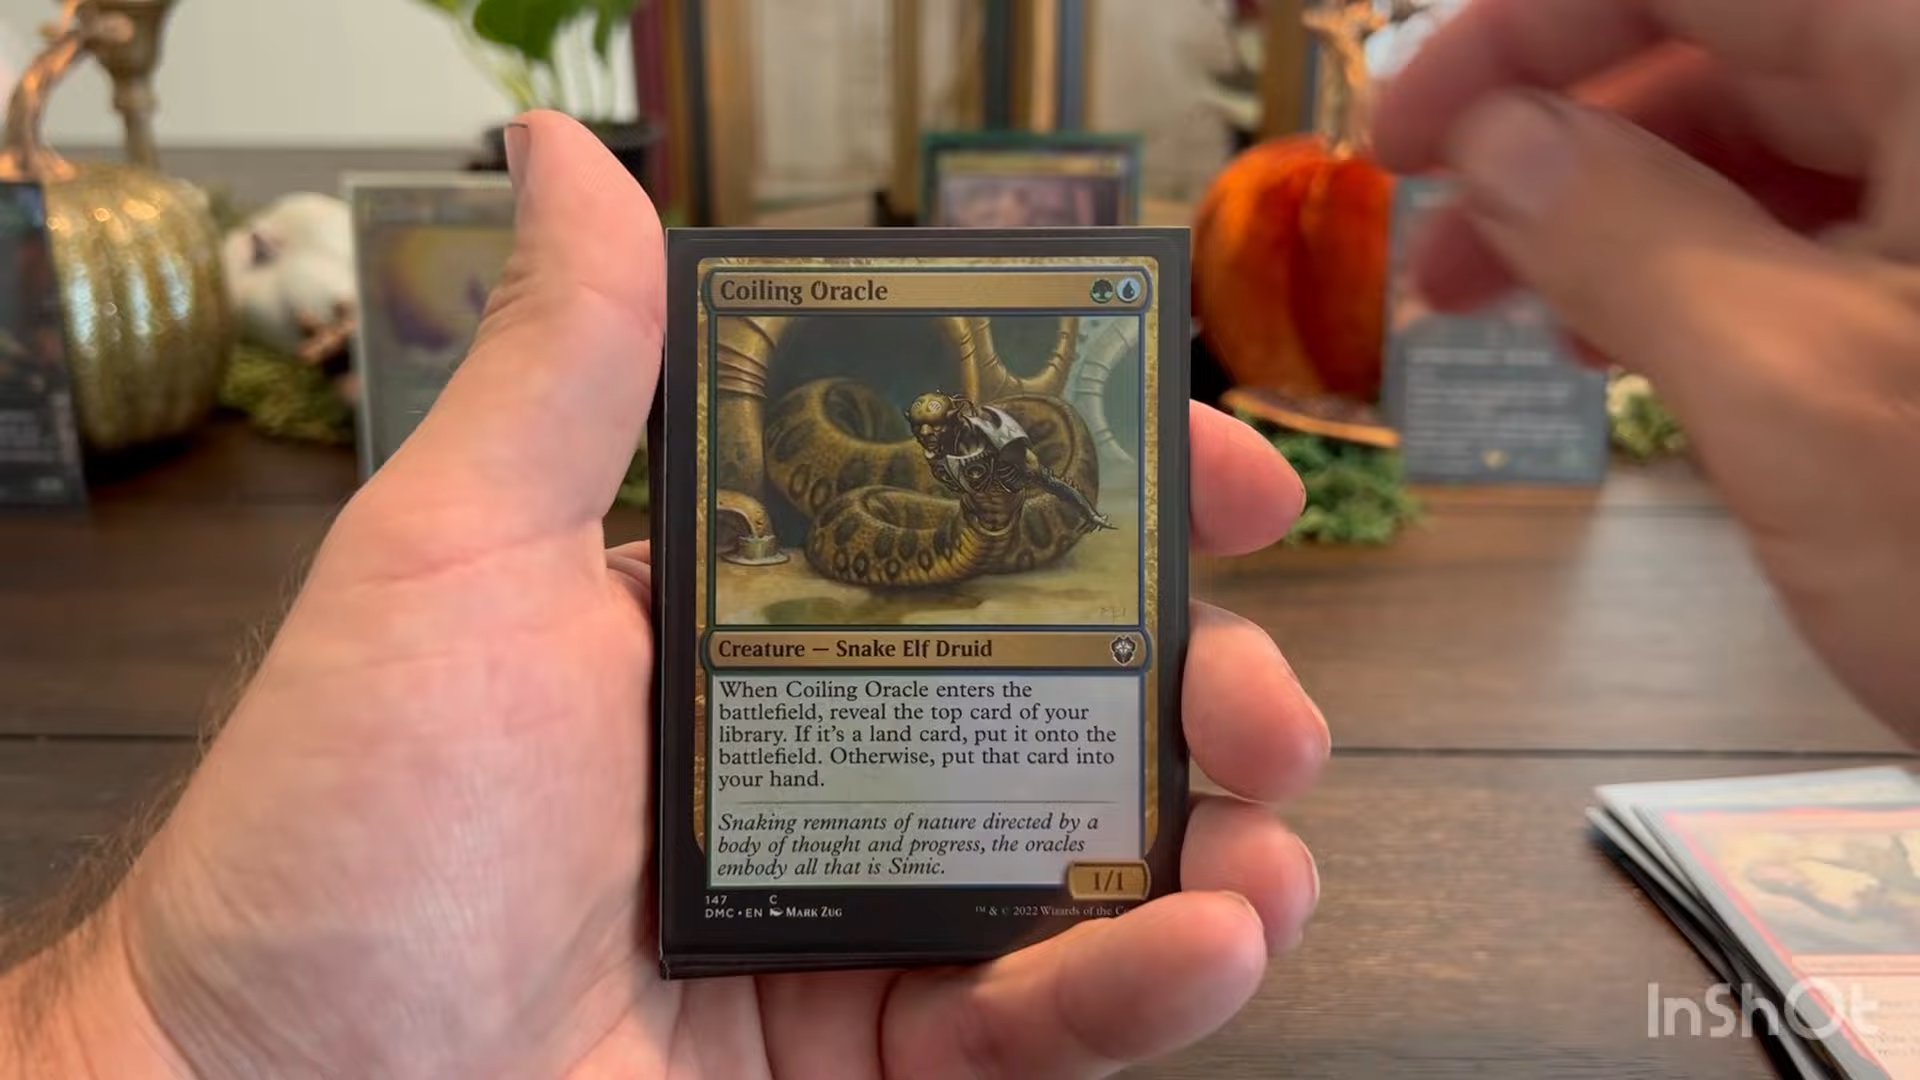 Coiling Oracle
Creature — Snake Elf Druid
When Coiling Oracle enters the
battlefield, reveal the top card of your
library. If it's a land card, put it onto the
battlefield. Otherwise, put that card into
your hand.
Snaking remnants of nature directed by a
body of thought and progress, the oracles
embody all that is Simic.
1/1
147 C
DMC • EN Mark Zug
™ & © 2022 Wizards of the
InShOt